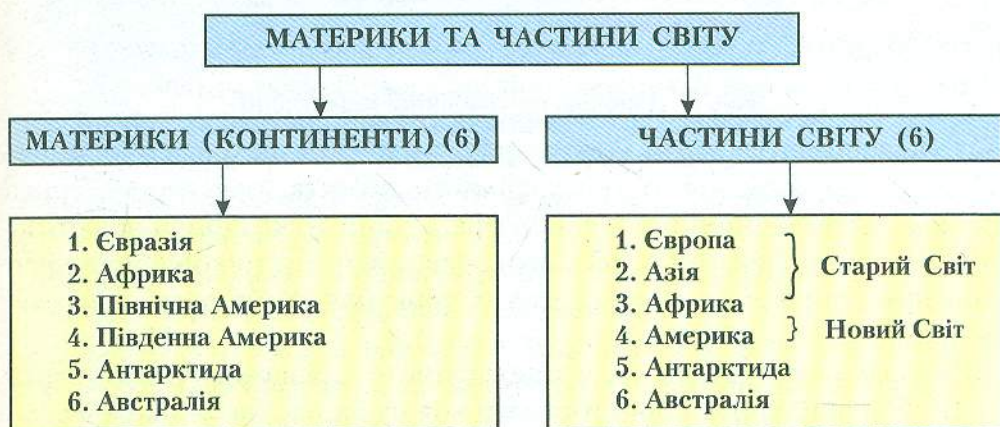 МАТЕРИКИ ТА ЧАСТИНИ СВІТУ
МАТЕРИКИ (КОНТИНЕНТИ) (6)
1. Євразія
2. Африка
3. Північна Америка
4. Південна Америка
5. Антарктида
6. Австралія
ЧАСТИНИ СВІТУ (6)
1. Європа
2. Азія
3. Африка
Старий Світ
4. Америка
Новий Світ
5. Антарктида
6. Австралія